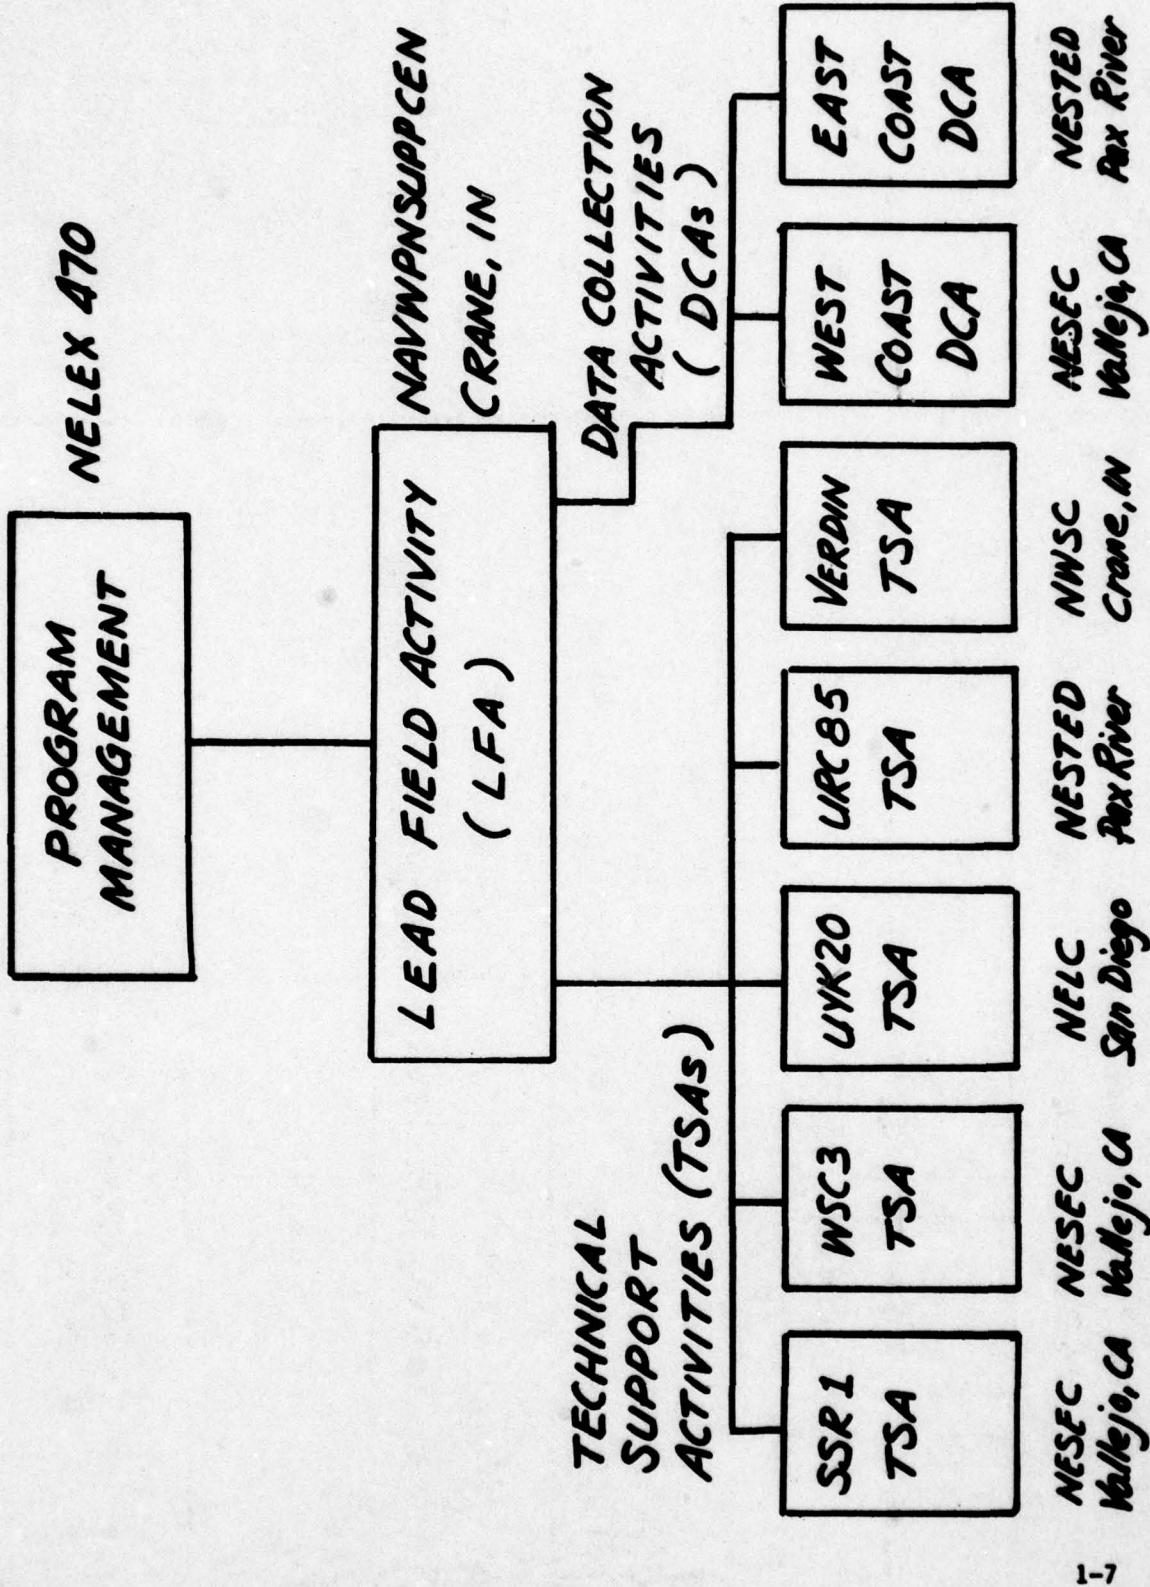 NELEX 470
PROGRAM
MANAGEMENT
NAVWPNSUPPCEN
CRANE, IN
LEAD FIELD ACTIVITY
(LFA)
TECHNICAL
SUPPORT
ACTIVITIES (TSAs)
DATA COLLECTION
ACTIVITIES
(DCAs)
SSR 1
TSA
WSC3
TSA
UYK20
TSA
URC85
TSA
VERDIN
TSA
WEST
COAST
DCA
EAST
COAST
DCA
NESEC
Vallejo, CA
NESEC
Vallejo, CA
NELC
San Diego
NESTED
Pax River
NWSC
Crane, IN
NESEC
Vallejo, CA
NESTED
Pax River
1-7